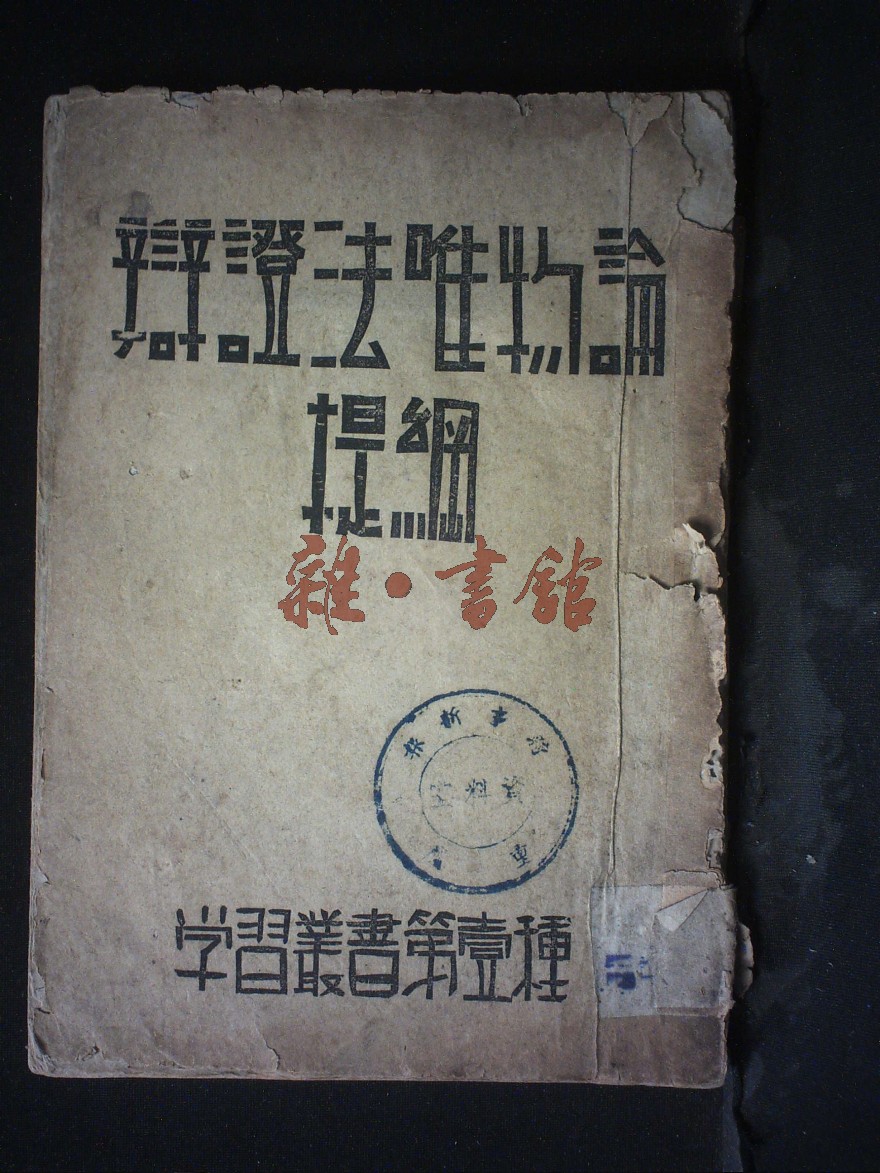 辯證法唯物論
提綱
雜·書館
学習叢書第壹種